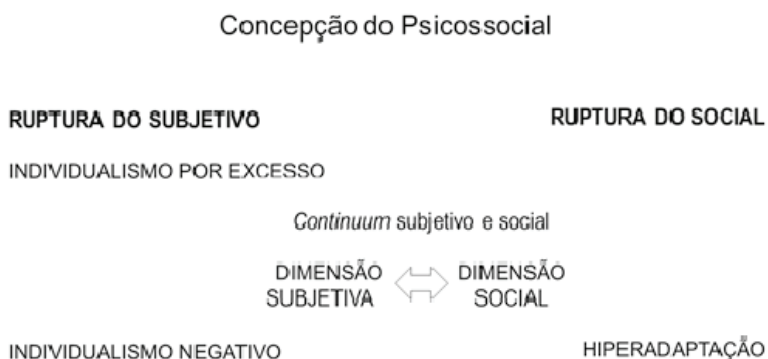 Concepção do Psicossocial
RUPTURA DO SUBJETIVO RUPTURA DO SOCIAL
INDIVIDUALISMO POR EXCESSO
Continuum subjetivo e social
DIMENSÃO DIMENSÃO
SUBJETIVA SOCIAL
INDIVIDUALISMO NEGATIVO HIPERADAPTAÇÃO